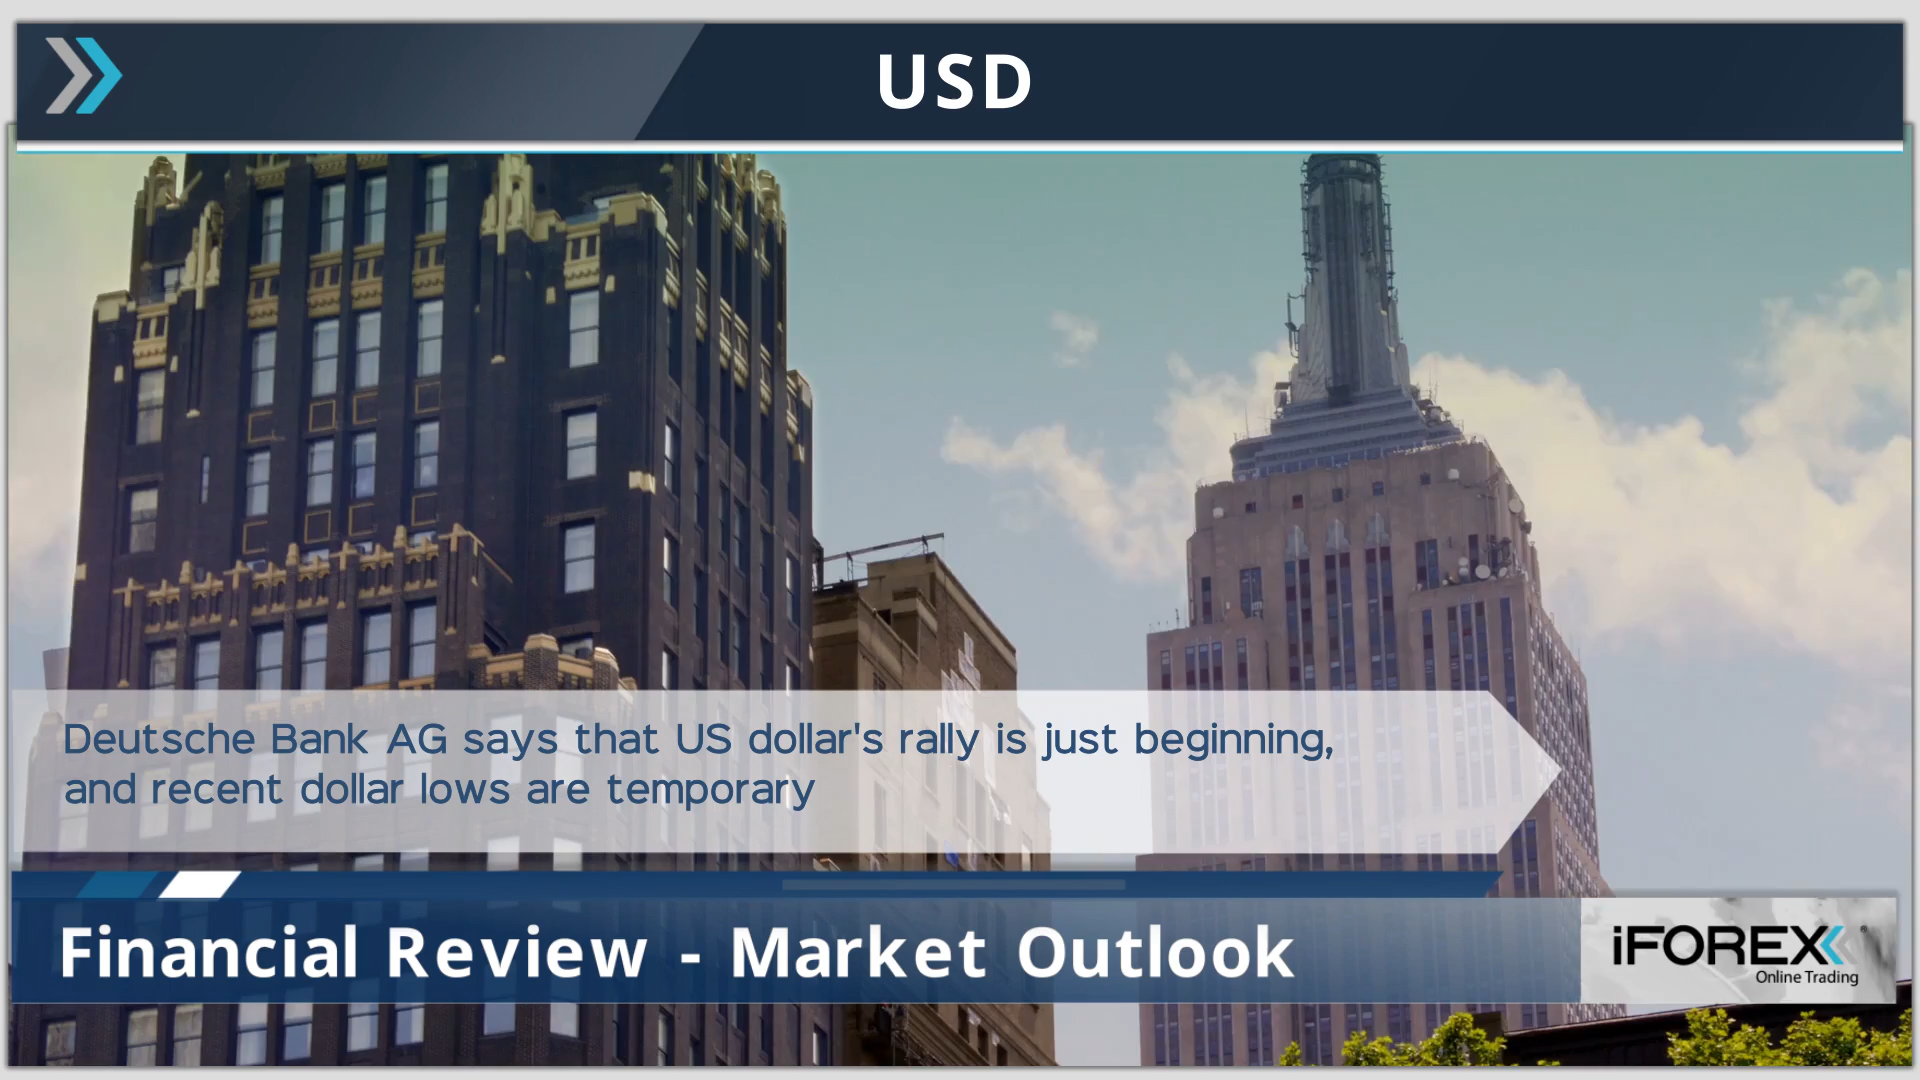 USD
Deutsche Bank AG says that US dollar's rally is just beginning,
and recent dollar lows are temporary
Financial Review - Market Outlook
iFOREX
Online Trading